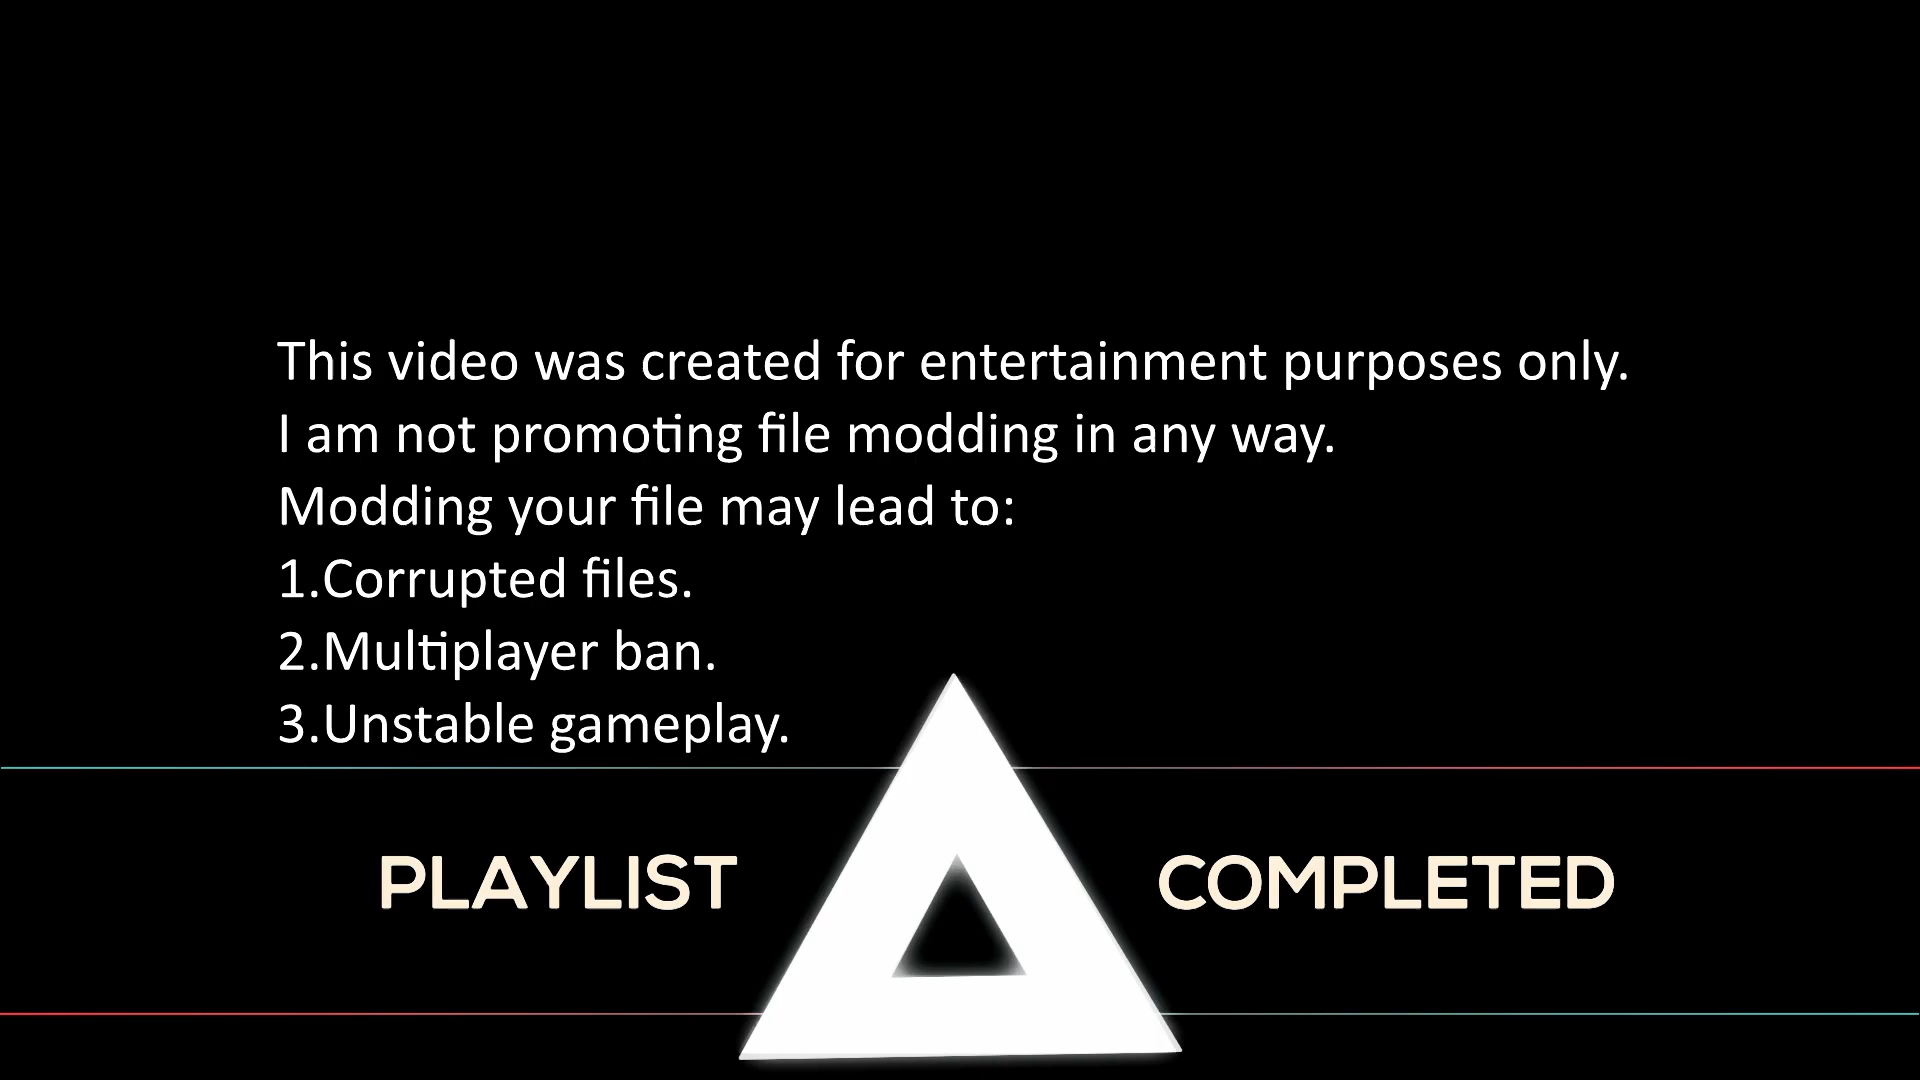 This video was created for entertainment purposes only.
I am not promoting file modding in any way.
Modding your file may lead to:
1.Corrupted files.
2.Multiplayer ban.
3.Unstable gameplay.
PLAYLIST COMPLETED